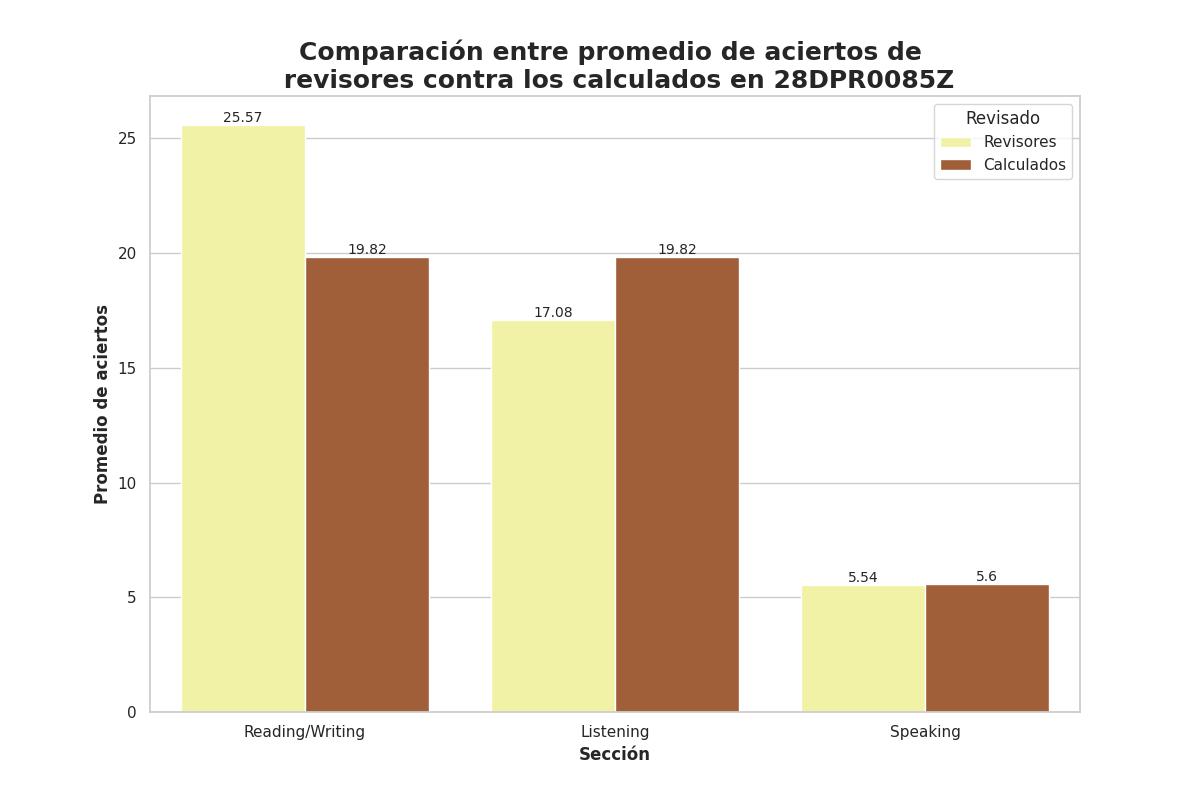 Comparación entre promedio de aciertos de
revisores contra los calculados en 28DPR0085Z
Revisado
Revisores
Calculados
Promedio de aciertos
25
20
15
10
5
0
25.57
19.82
17.08
19.82
5.54
5.6
Reading/Writing
Listening
Speaking
Sección